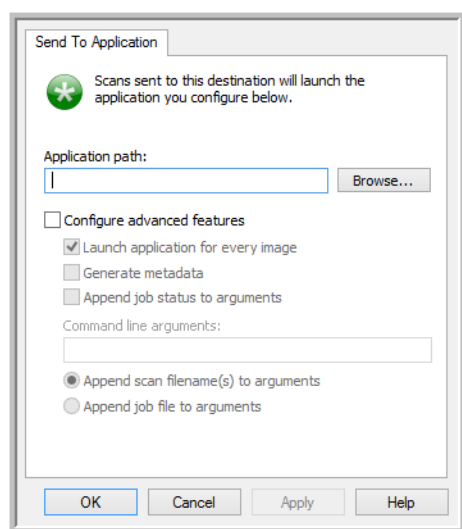 Send To Application
Scans sent to this destination will launch the
application you configure below.
Application path:
Browse...
Configure advanced features
Launch application for every image
Generate metadata
Append job status to arguments
Command line arguments:
Append scan filename(s) to arguments
Append job file to arguments
OK Cancel Apply Help